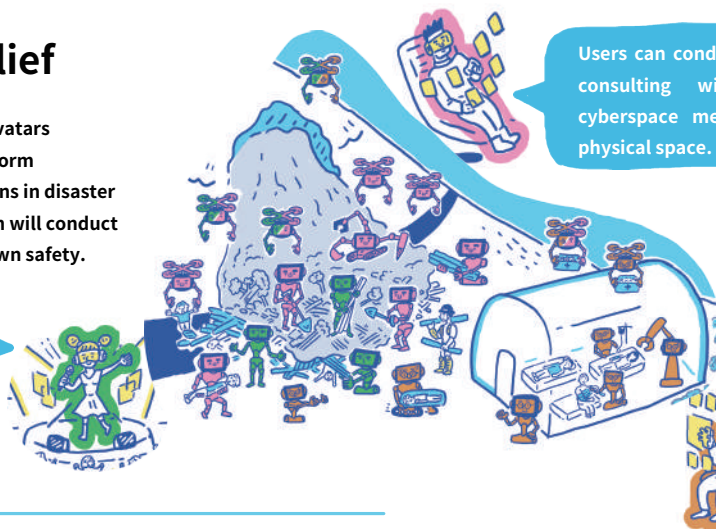 lief
vatars
orm
ns in disaster
n will conduct
wn safety.
Users can cond
consulting wi
cyberspace me
physical space.